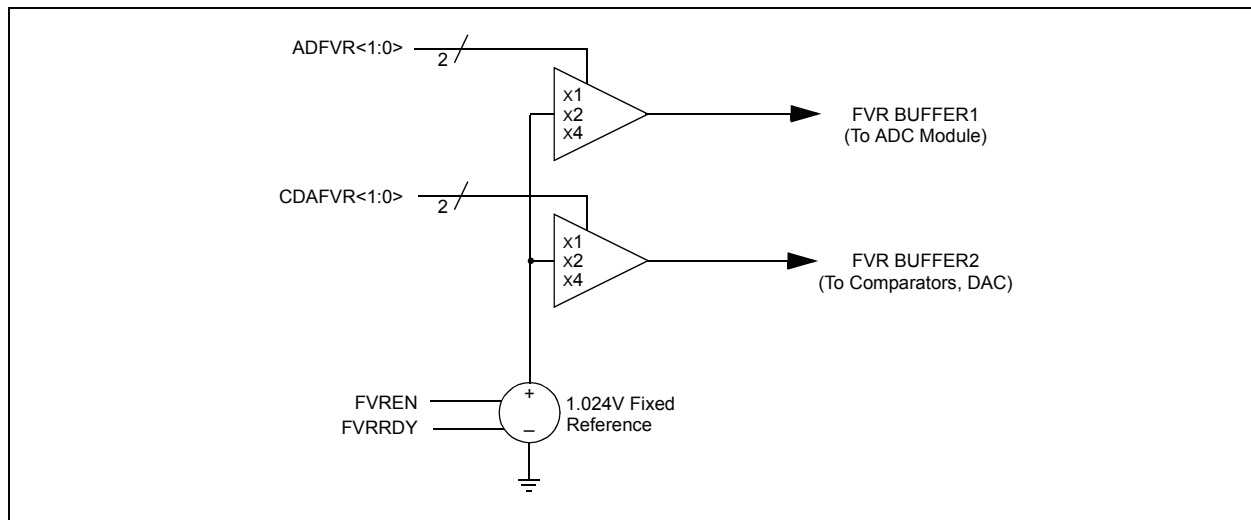 ADFVR<1:0>
2
X1
X2
X4
FVR BUFFER1
(To ADC Module)
CDAFVR<1:0>
2
X1
X2
X4
FVR BUFFER2
(To Comparators, DAC)
FVREN
FVRRDY
+
_
1.024V Fixed
Reference